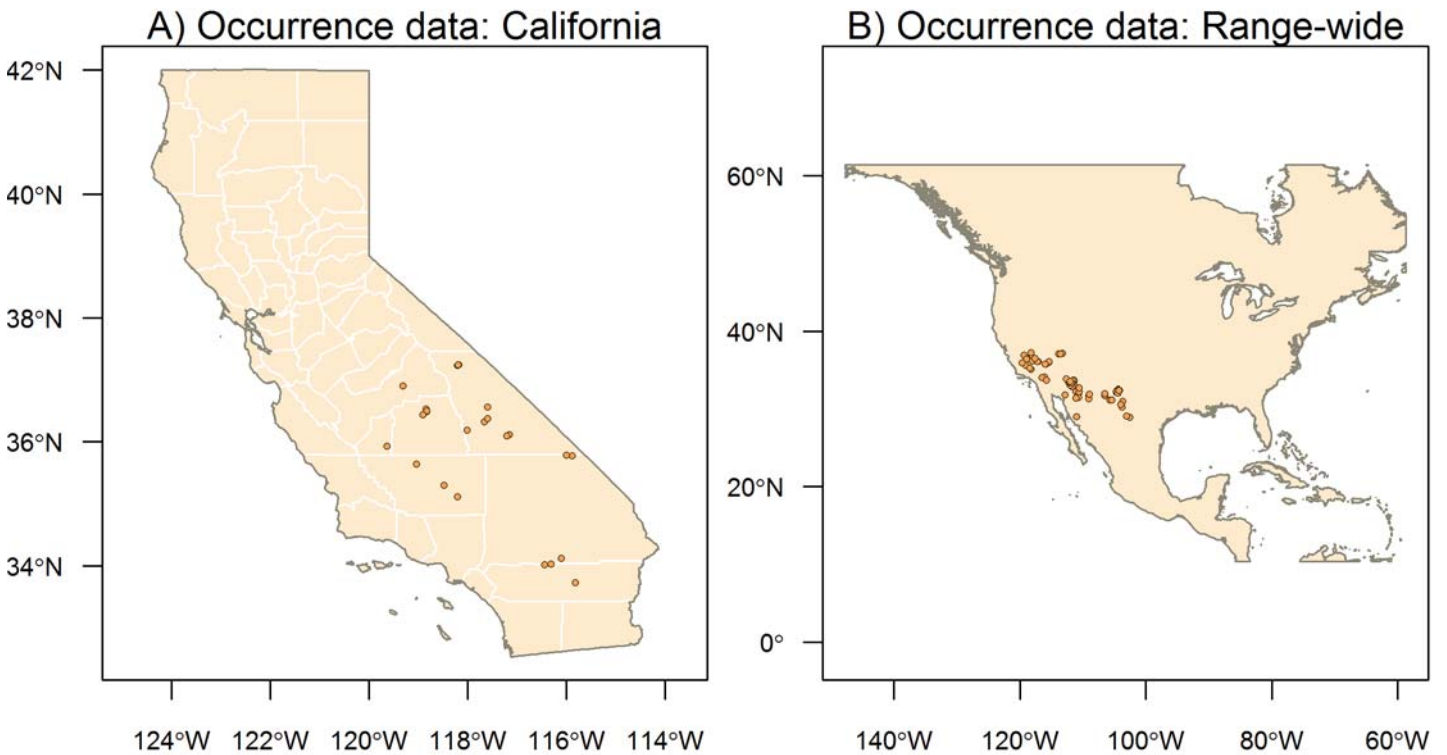 A) Occurrence data: California
42°N
40°N
38°N
36°N
34°N
124°W 122°W 120°W 118°W 116°W 114°W
B) Occurrence data: Range-wide
60°N
40°N
20°N
0°
140°W 120°W 100°W 80°W 60°W